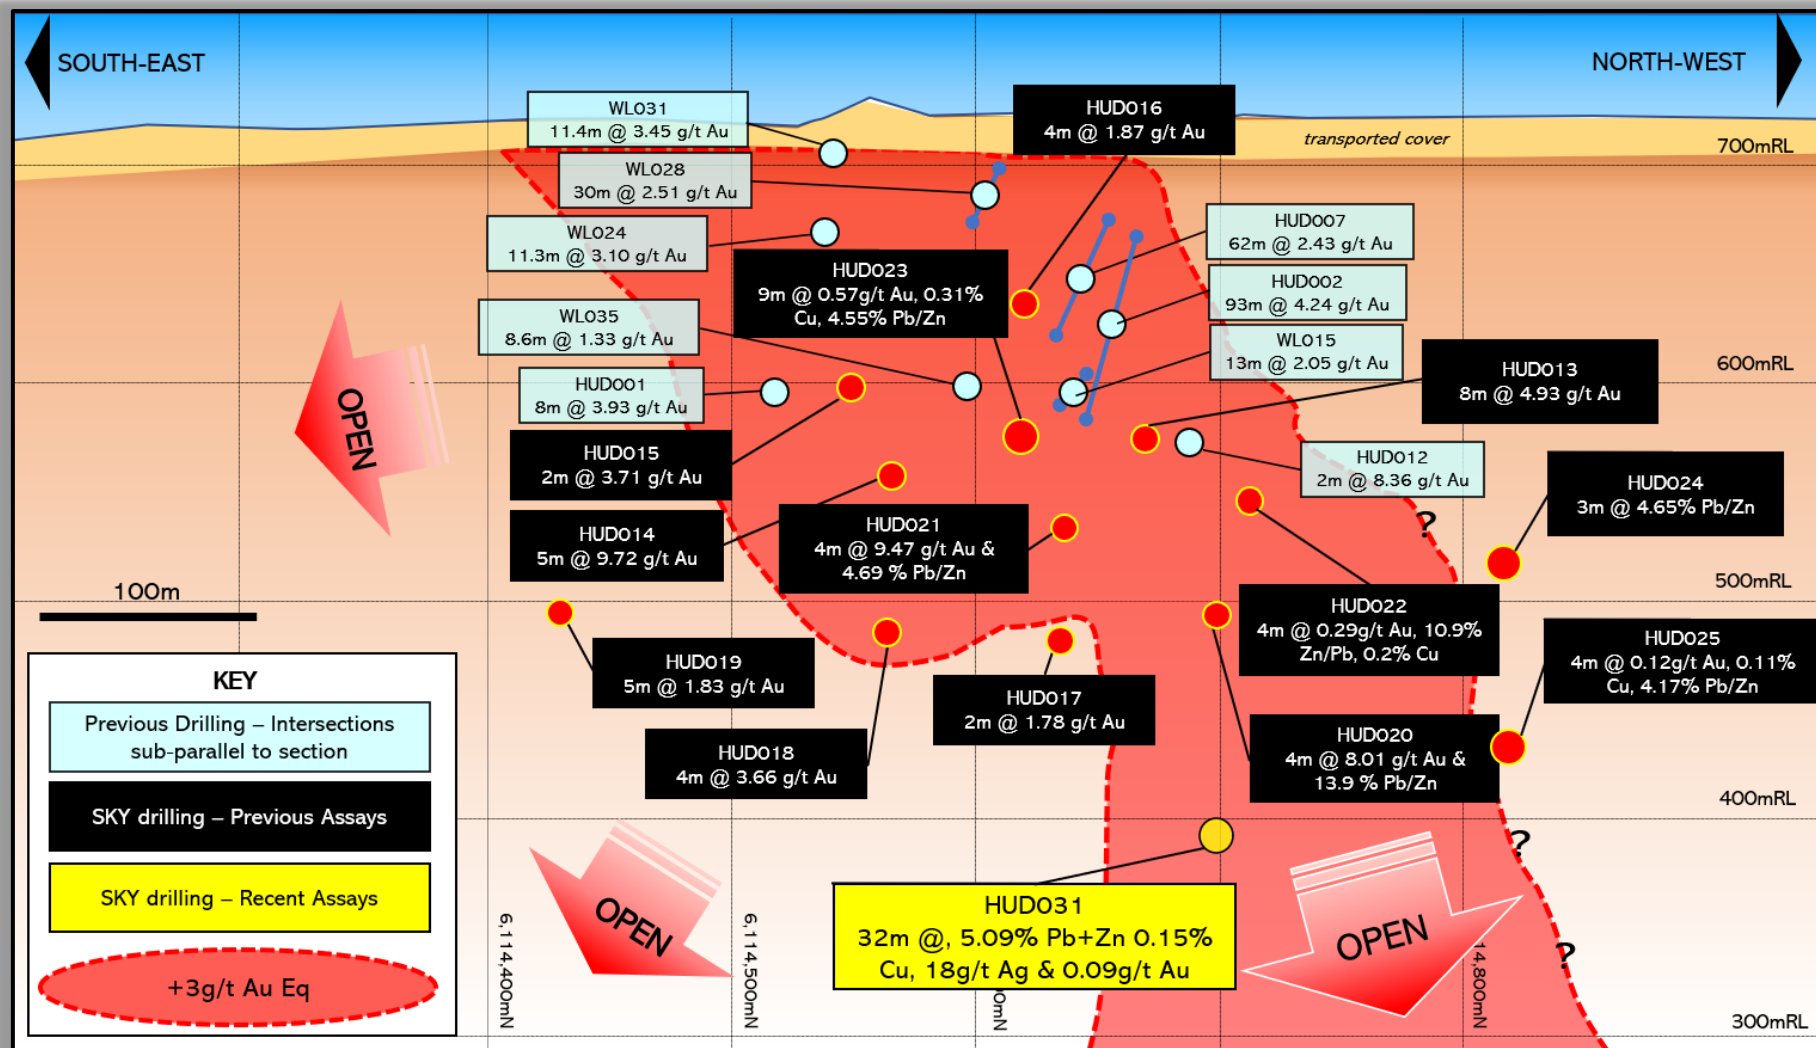 SOUTH-EAST
NORTH-WEST
WL031
11.4m @ 3.45 g/t Au
HUD016
4m @ 1.87 g/t Au
transported cover
700mRL
WL028
30m @ 2.51 g/t Au
WL024
11.3m @ 3.10 g/t Au
HUD007
62m @ 2.43 g/t Au
HUD023
9m @ 0.57g/t Au, 0.31%
Cu, 4.55% Pb/Zn
HUD002
93m @ 4.24 g/t Au
WL035
8.6m @ 1.33 g/t Au
WL015
13m @ 2.05 g/t Au
600mRL
HUD001
8m @ 3.93 g/t Au
HUD013
8m @ 4.93 g/t Au
OPEN
HUD015
2m @ 3.71 g/t Au
HUD012
2m @ 8.36 g/t Au
HUD024
3m @ 4.65% Pb/Zn
?
HUD014
5m @ 9.72 g/t Au
HUD021
4m @ 9.47 g/t Au &
4.69 % Pb/Zn
500mRL
100m
HUD022
4m @ 0.29g/t Au, 10.9%
Zn/Pb, 0.2% Cu
HUD019
5m @ 1.83 g/t Au
HUD025
4m @ 0.12g/t Au, 0.11%
Cu, 4.17% Pb/Zn
HUD017
2m @ 1.78 g/t Au
HUD018
4m @ 3.66 g/t Au
HUD020
4m @ 8.01 g/t Au &
13.9 % Pb/Zn
400mRL
?
KEY
Previous Drilling – Intersections
sub-parallel to section
SKY drilling – Previous Assays
SKY drilling – Recent Assays
+3g/t Au Eq
OPEN
HUD031
32m @, 5.09% Pb+Zn 0.15%
Cu, 18g/t Ag & 0.09g/t Au
OPEN
?
6,114,400mN
6,114,500mN
00mN
14,800mN
300mRL